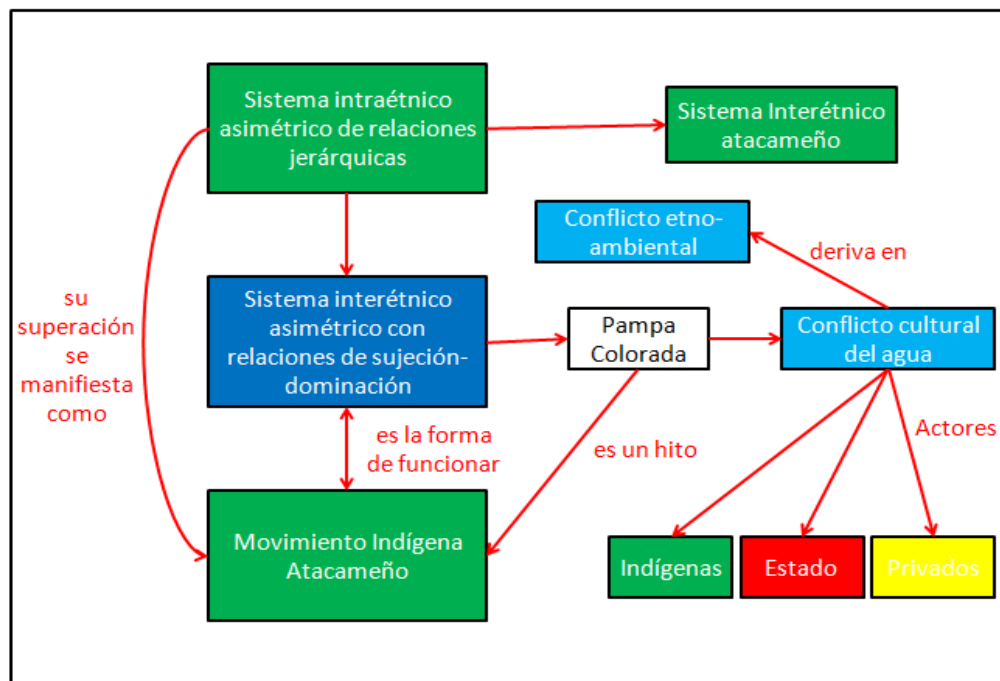 Sistema intraétnico
asimétrico de relaciones
jerárquicas
Sistema Interétnico
atacameño
Conflicto etno-
ambiental
deriva en
su
superación
se
manifiesta
como
Sistema interétnico
asimétrico con
relaciones de sujeción-
dominación
Pampa
Colorada
Conflicto cultural
del agua
es la forma
de funcionar
es un hito
Actores
Movimiento Indígena
Atacameño
Indígenas
Estado
Privados